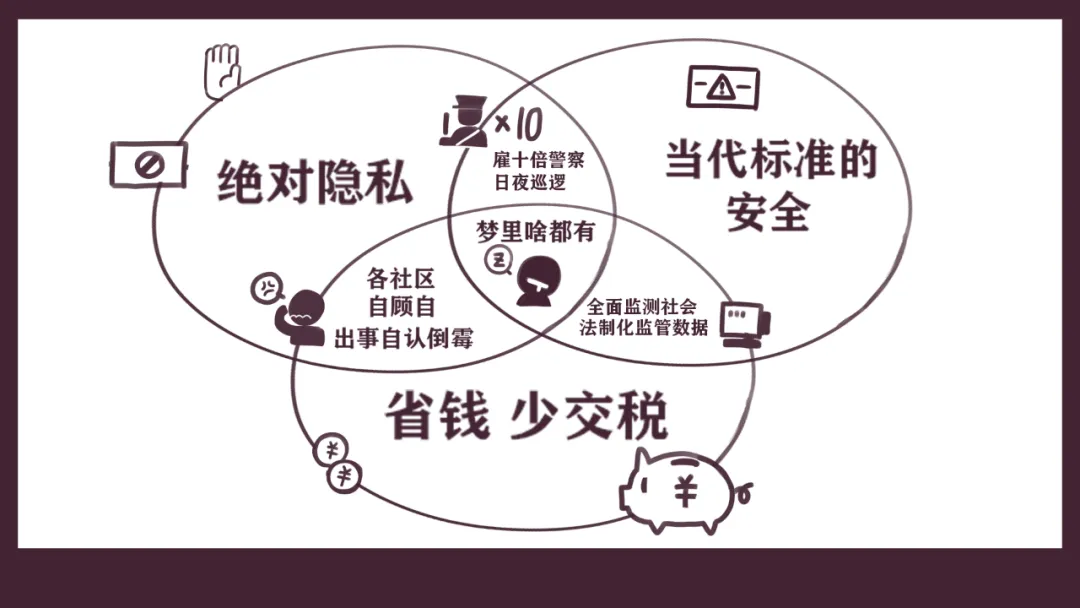 ×10
雇十倍警察
日夜巡逻
绝对隐私
当代标准的
安全
梦里啥都有
z
各社区
自顾自
出事自认倒霉
全面监测社会
法制化监管数据
省钱 少交税
¥
¥
¥